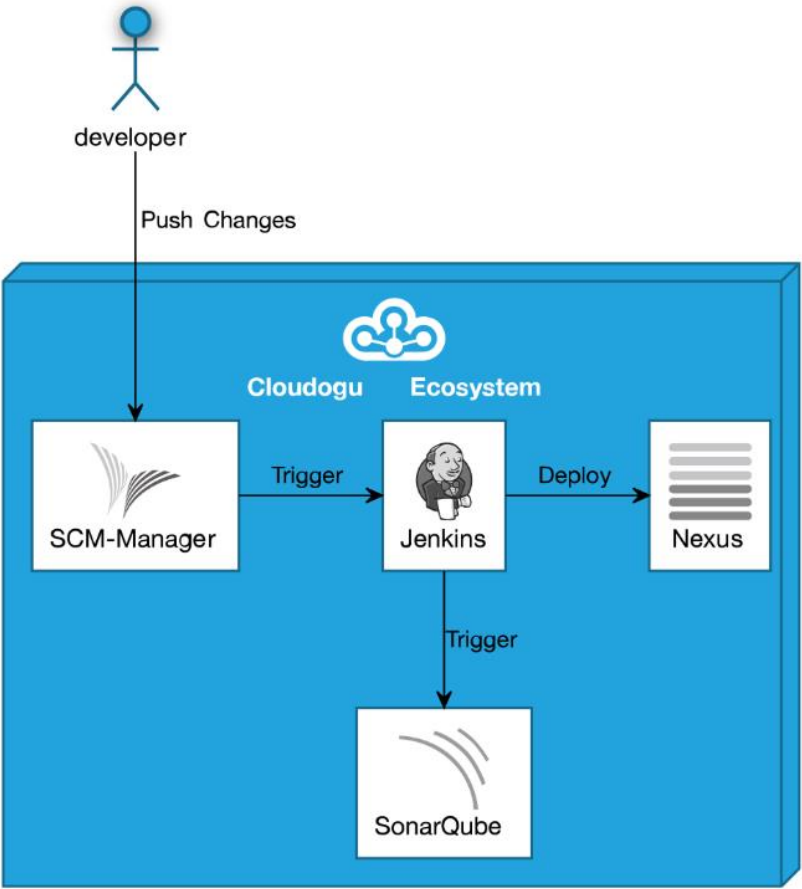 developer
Push Changes
Cloudogu Ecosystem
Trigger
Deploy
SCM-Manager
Jenkins
Nexus
Trigger
SonarQube